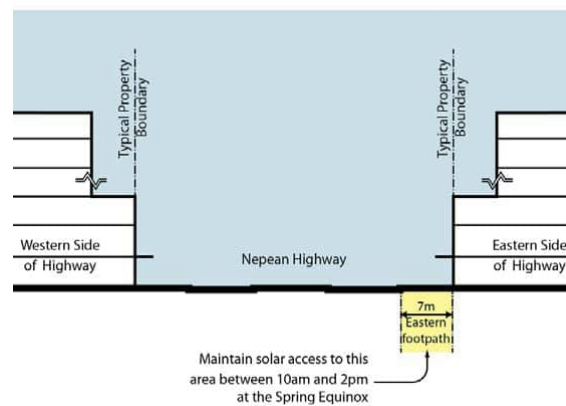 Typical Property
Boundary
Typical Property
Boundary
Western Side
of Highway
Nepean Highway
Eastern Side
of Highway
7m
Eastern
footpath
Maintain solar access to this
area between 10am and 2pm
at the Spring Equinox